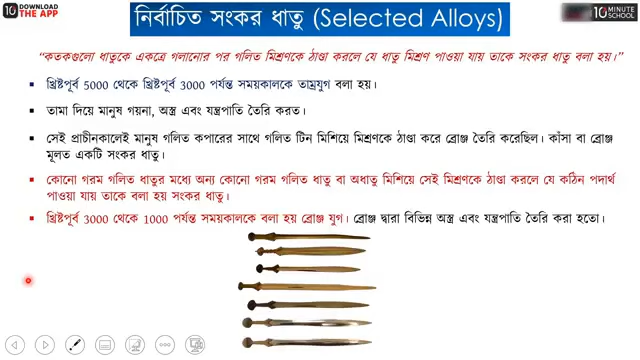 10 DOWNLOAD THE APP
নির্বাচিত সংকর ধাতু (Selected Alloys)
10 MINUTE SCHOOL
“কতকগুলো ধাতুকে একত্রে গলানোর পর গলিত মিশ্রণকে ঠাণ্ডা করলে যে ধাতু মিশ্রণ পাওয়া যায় তাকে সংকর ধাতু বলা হয়।”
খ্রিষ্টপূর্ব 5000 থেকে খ্রিষ্টপূর্ব 3000 পর্যন্ত সময়কালকে তাম্রযুগ বলা হয়।
তামা দিয়ে মানুষ গয়না, অস্ত্র এবং যন্ত্রপাতি তৈরি করত।
সেই প্রাচীনকালেই মানুষ গলিত কপারের সাথে গলিত টিন মিশিয়ে মিশ্রণকে ঠাণ্ডা করে ব্রোঞ্জ তৈরি করেছিল। কাঁসা বা ব্রোঞ্জ
মূলত একটি সংকর ধাতু।
কোনো গরম গলিত ধাতুর মধ্যে অন্য কোনো গরম গলিত ধাতু বা অধাতু মিশিয়ে সেই মিশ্রণকে ঠাণ্ডা করলে যে কঠিন পদার্থ
পাওয়া যায় তাকে বলা হয় সংকর ধাতু।
খ্রিষ্টপূর্ব 3000 থেকে 1000 পর্যন্ত সময়কালকে বলা হয় ব্রোঞ্জ যুগ। ব্রোঞ্জ দ্বারা বিভিন্ন অস্ত্র এবং যন্ত্রপাতি তৈরি করা হতো।